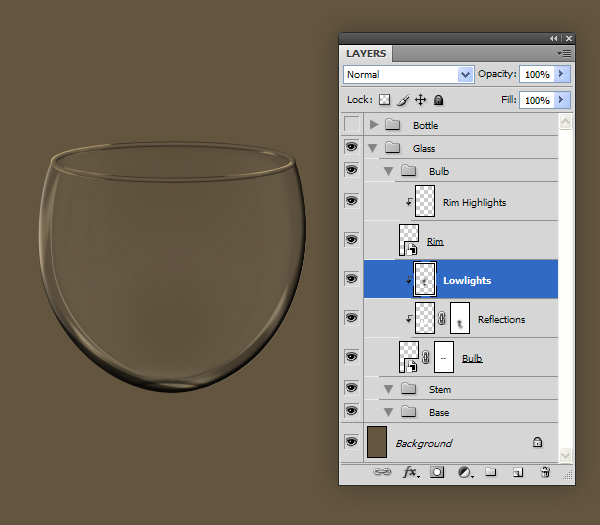 LAYERS
Normal Opacity: 100%
Lock: Fill: 100%
Bottle
Glass
Bulb
Rim Highlights
Rim
Lowlights
Reflections
Bulb
Stem
Base
Background
fx